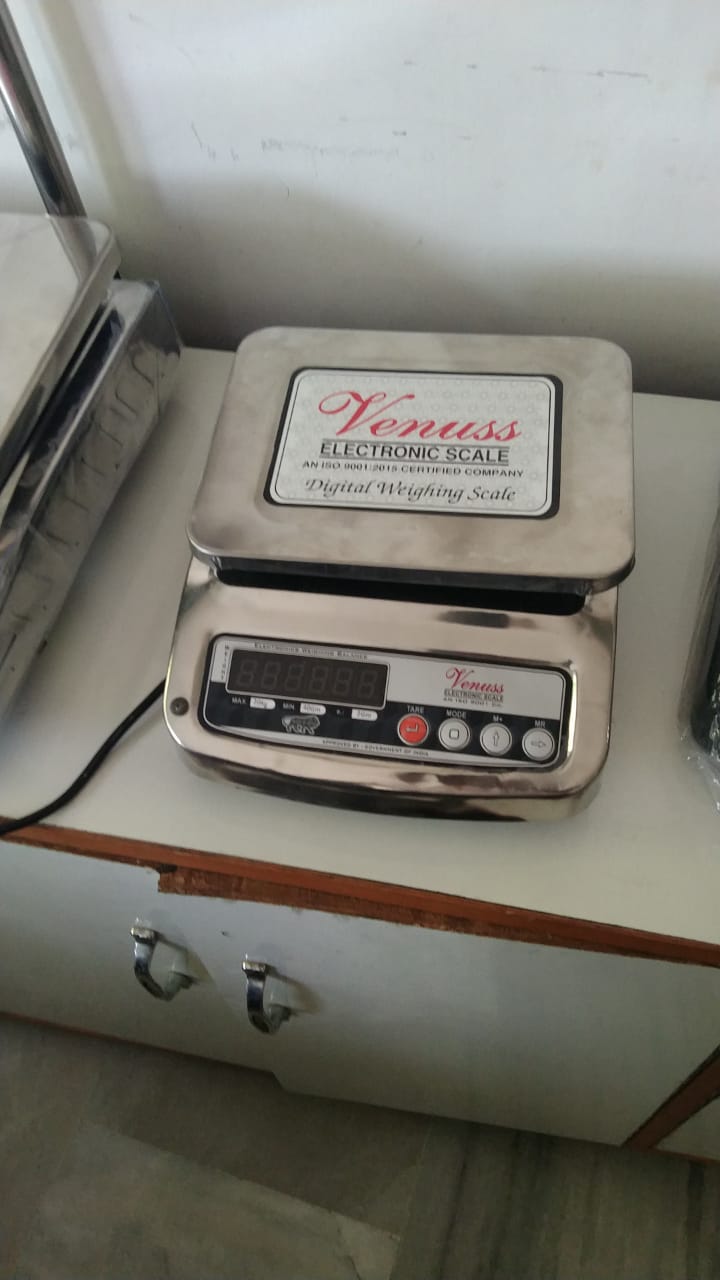 Venuss
ELECTRONIC SCALE
AN ISO 9001:2015 CERTIFIED COMPANY
Digital Weighing Scale
ELECTRONICS WEIGHING BALANCE
Venuss
ELECTRONIC SCALE
MAX MIN
TARE MODE M+ MR
APPROVED BY - GOVERNMENT OF INDIA